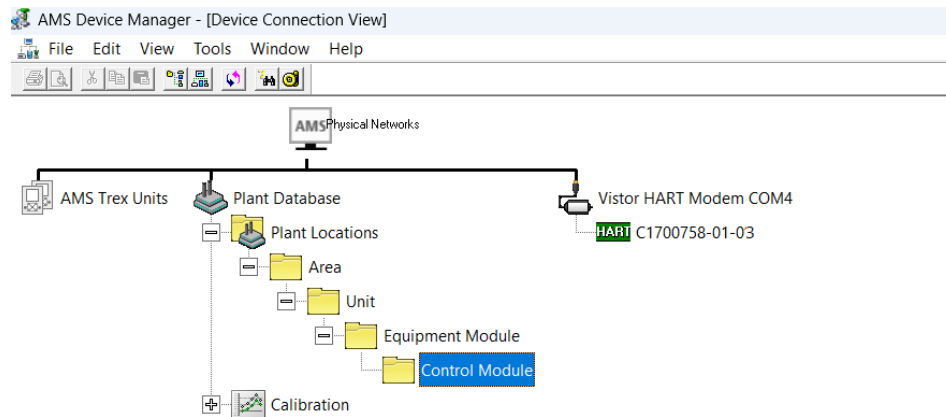 AMS Device Manager - [Device Connection View]
File Edit View Tools Window Help
AMS Physical Networks
AMS Trex Units
Plant Database
Vistor HART Modem COM4
Plant Locations
HART C1700758-01-03
Area
Unit
Equipment Module
Control Module
Calibration